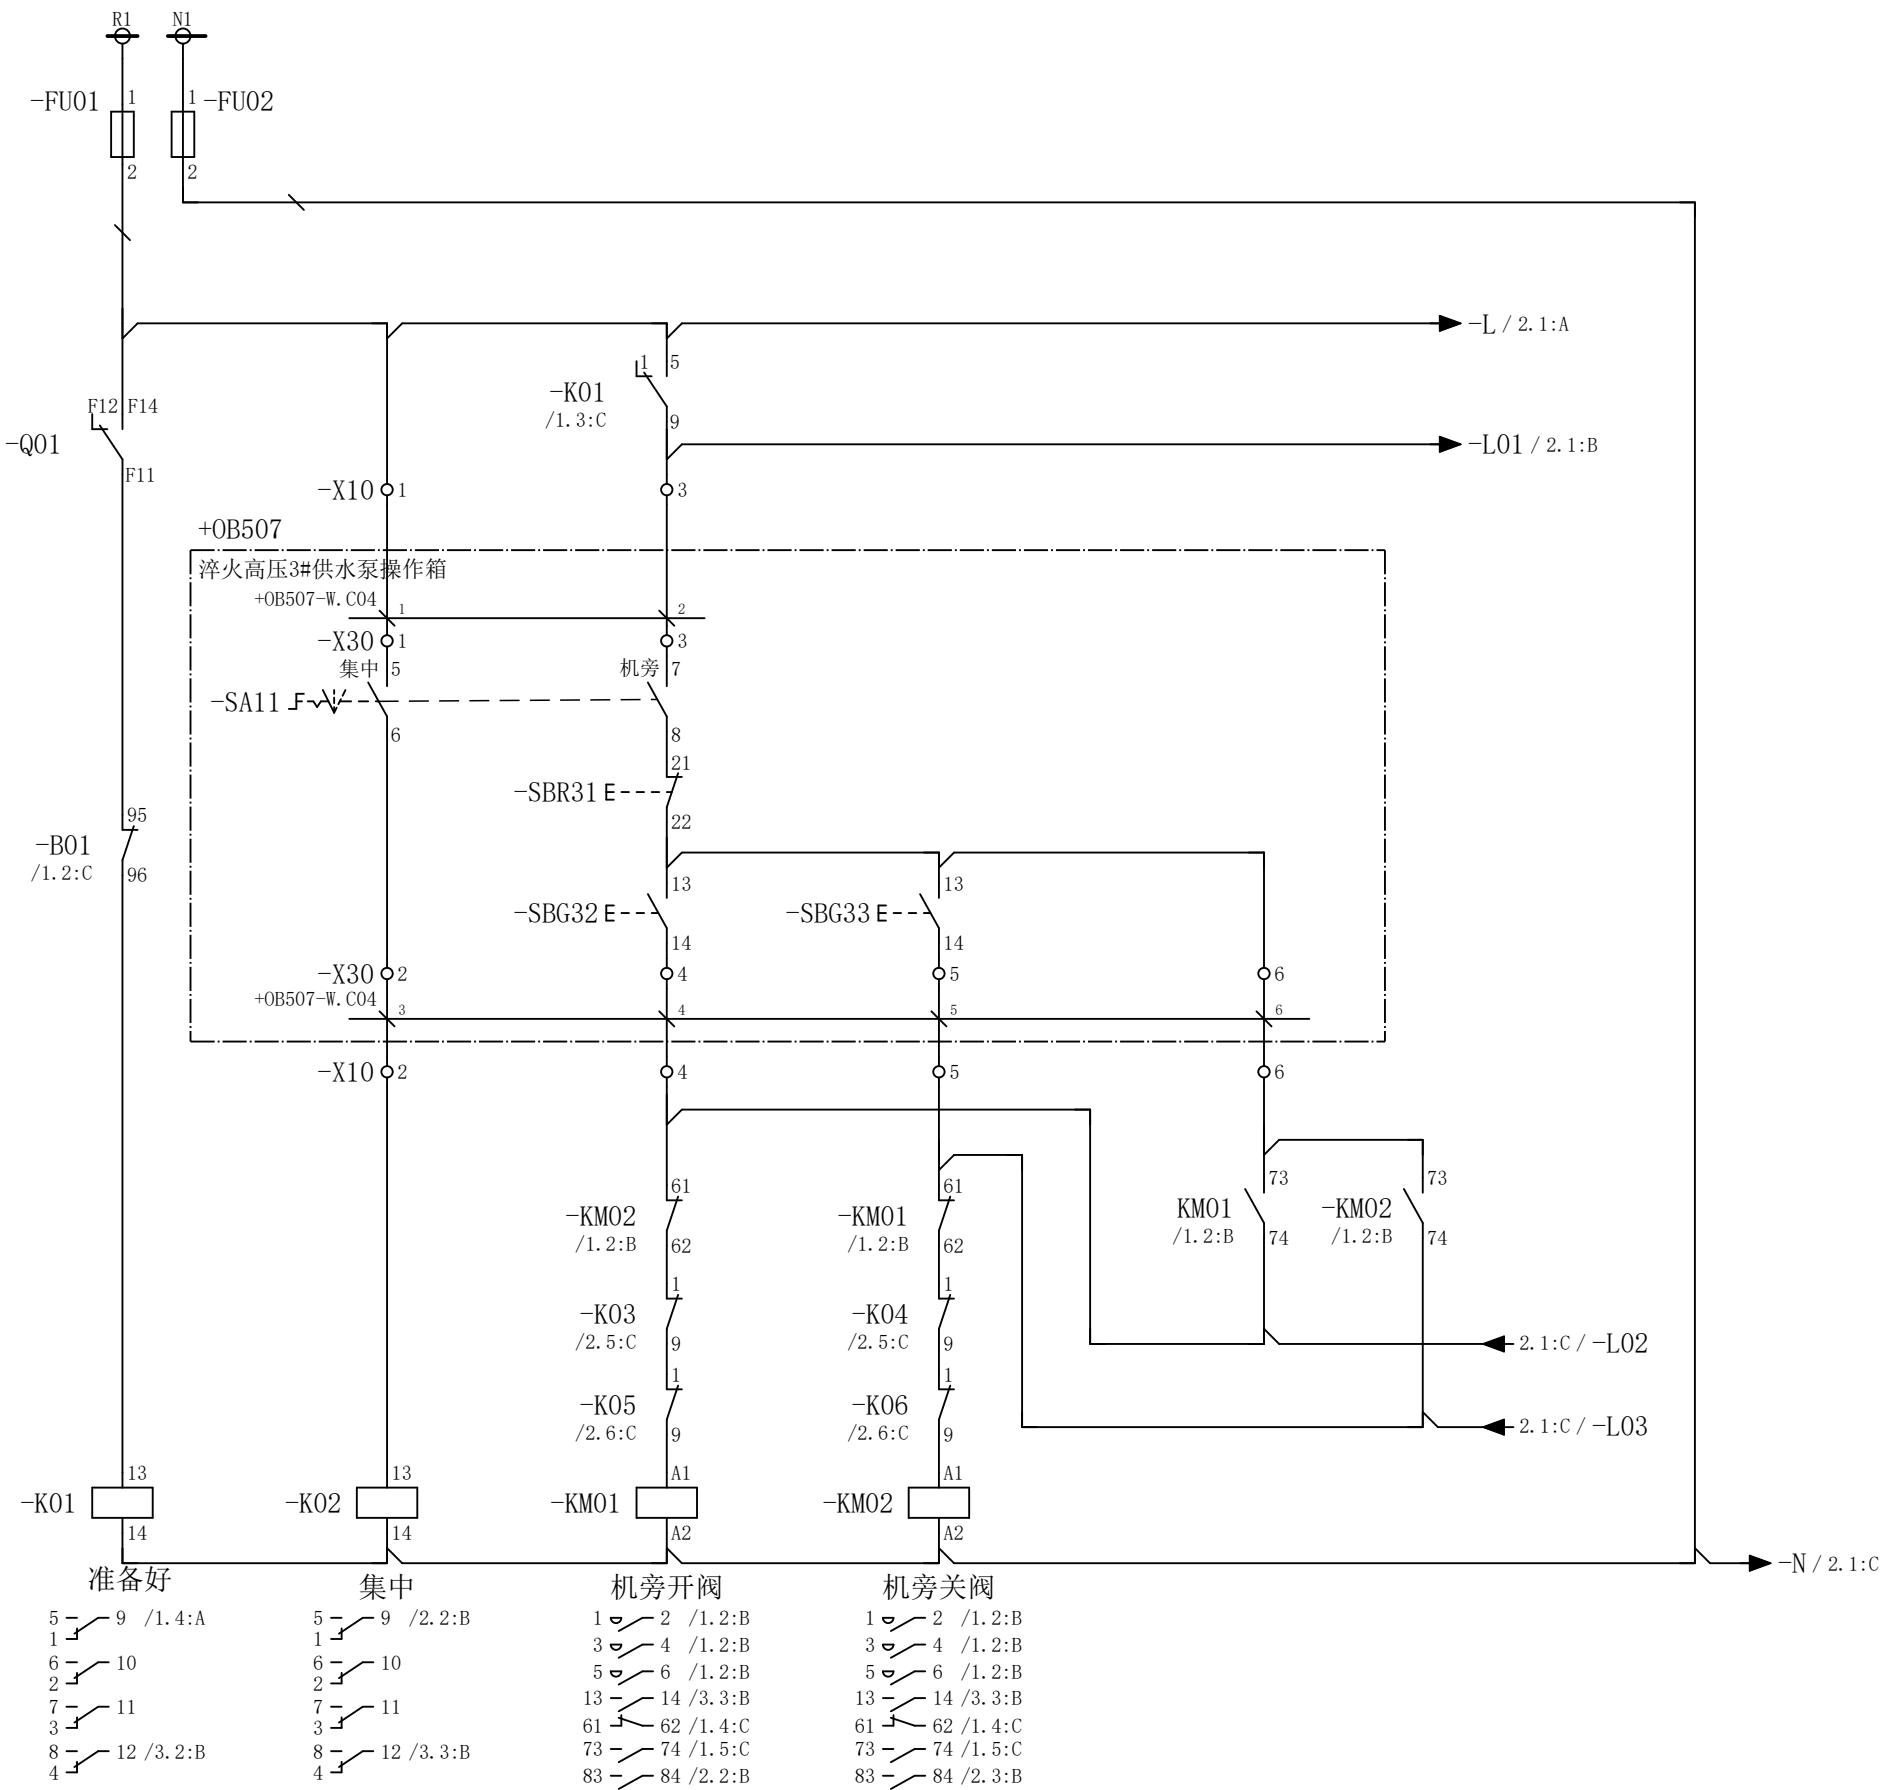 R1 N1
-FU01 1 1 -FU02
2 2
-L / 2.1:A
1 5
-K01
/1.3:C
9
F12 F14
-Q01
F11
-L01 / 2.1:B
-X10 1 3
+OB507
淬火高压3#供水泵操作箱
+OB507-W.C04 1 2
-X30 1 3
集中 5 机旁 7
-SA11
6 8
21
-SBR31
22
95
-B01
/1.2:C 96
13 13
-SBG32 -SBG33
14 14
-X30 2 4 5 6
+OB507-W.C04 3 4 5 6
-X10 2 4 5 6
61 61 73 73
-KM02 -KM01 KM01 -KM02
/1.2:B /1.2:B /1.2:B /1.2:B
62 62 74 74
1 1
-K03 -K04
/2.5:C /2.5:C
9 9
2.1:C / -L02
1 1
-K05 -K06
/2.6:C /2.6:C
9 9
2.1:C / -L03
13 13 A1 A1
-K01 -K02 -KM01 -KM02
14 14 A2 A2
-N / 2.1:C
准备好 集中 机旁开阀 机旁关阀
5 9 /1.4:A
1
6 10
2
7 11
3
8 12 /3.2:B
4
5 9 /2.2:B
1
6 10
2
7 11
3
8 12 /3.3:B
4
1 2 /1.2:B
3 4 /1.2:B
5 6 /1.2:B
13 14 /3.3:B
61 62 /1.4:C
73 74 /1.5:C
83 84 /2.2:B
1 2 /1.2:B
3 4 /1.2:B
5 6 /1.2:B
13 14 /3.3:B
61 62 /1.4:C
73 74 /1.5:C
83 84 /2.3:B